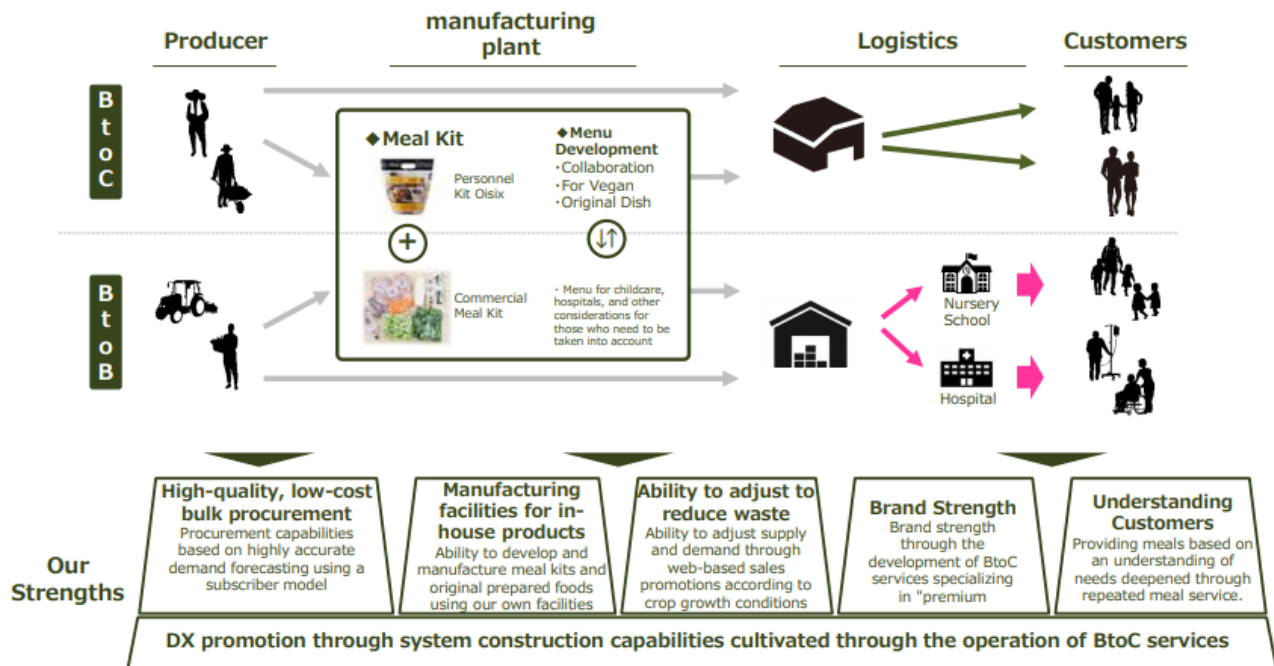 Producer
manufacturing
plant
Logistics
Customers
BtoC
◆Meal Kit
Personnel
Kit Oisix
◆Menu
Development
・Collaboration
・For Vegan
・Original Dish
+
BtoB
Commercial
Meal Kit
・Menu for childcare,
hospitals, and other
considerations for
those who need to be
taken into account
Nursery
School
Hospital
Our
Strengths
High-quality, low-cost
bulk procurement
Procurement capabilities
based on highly accurate
demand forecasting using a
subscriber model
Manufacturing
facilities for in-
house products
Ability to develop and
manufacture meal kits and
original prepared foods
using our own facilities
Ability to adjust to
reduce waste
Ability to adjust supply
and demand through
web-based sales
promotions according to
crop growth conditions
Brand Strength
Brand strength
through the
development of BtoC
services specializing
in "premium
Understanding
Customers
Providing meals based on
an understanding of
needs deepened through
repeated meal service.
DX promotion through system construction capabilities cultivated through the operation of BtoC services